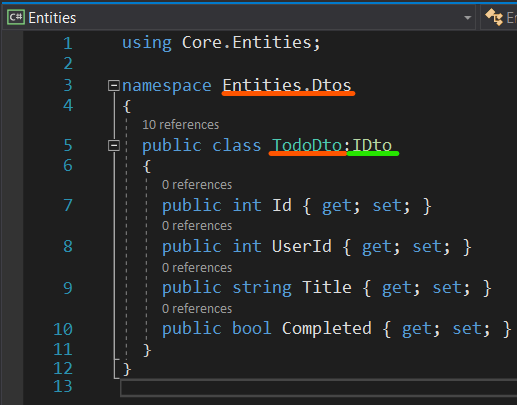 C# Entities En
1 using Core.Entities;
2
3 namespace Entities.Dtos
4 {
10 references
5 public class TodoDto:IDto
6 {
0 references
7 public int Id { get; set; }
0 references
8 public int UserId { get; set; }
0 references
9 public string Title { get; set; }
0 references
10 public bool Completed { get; set; }
11 }
12 }
13